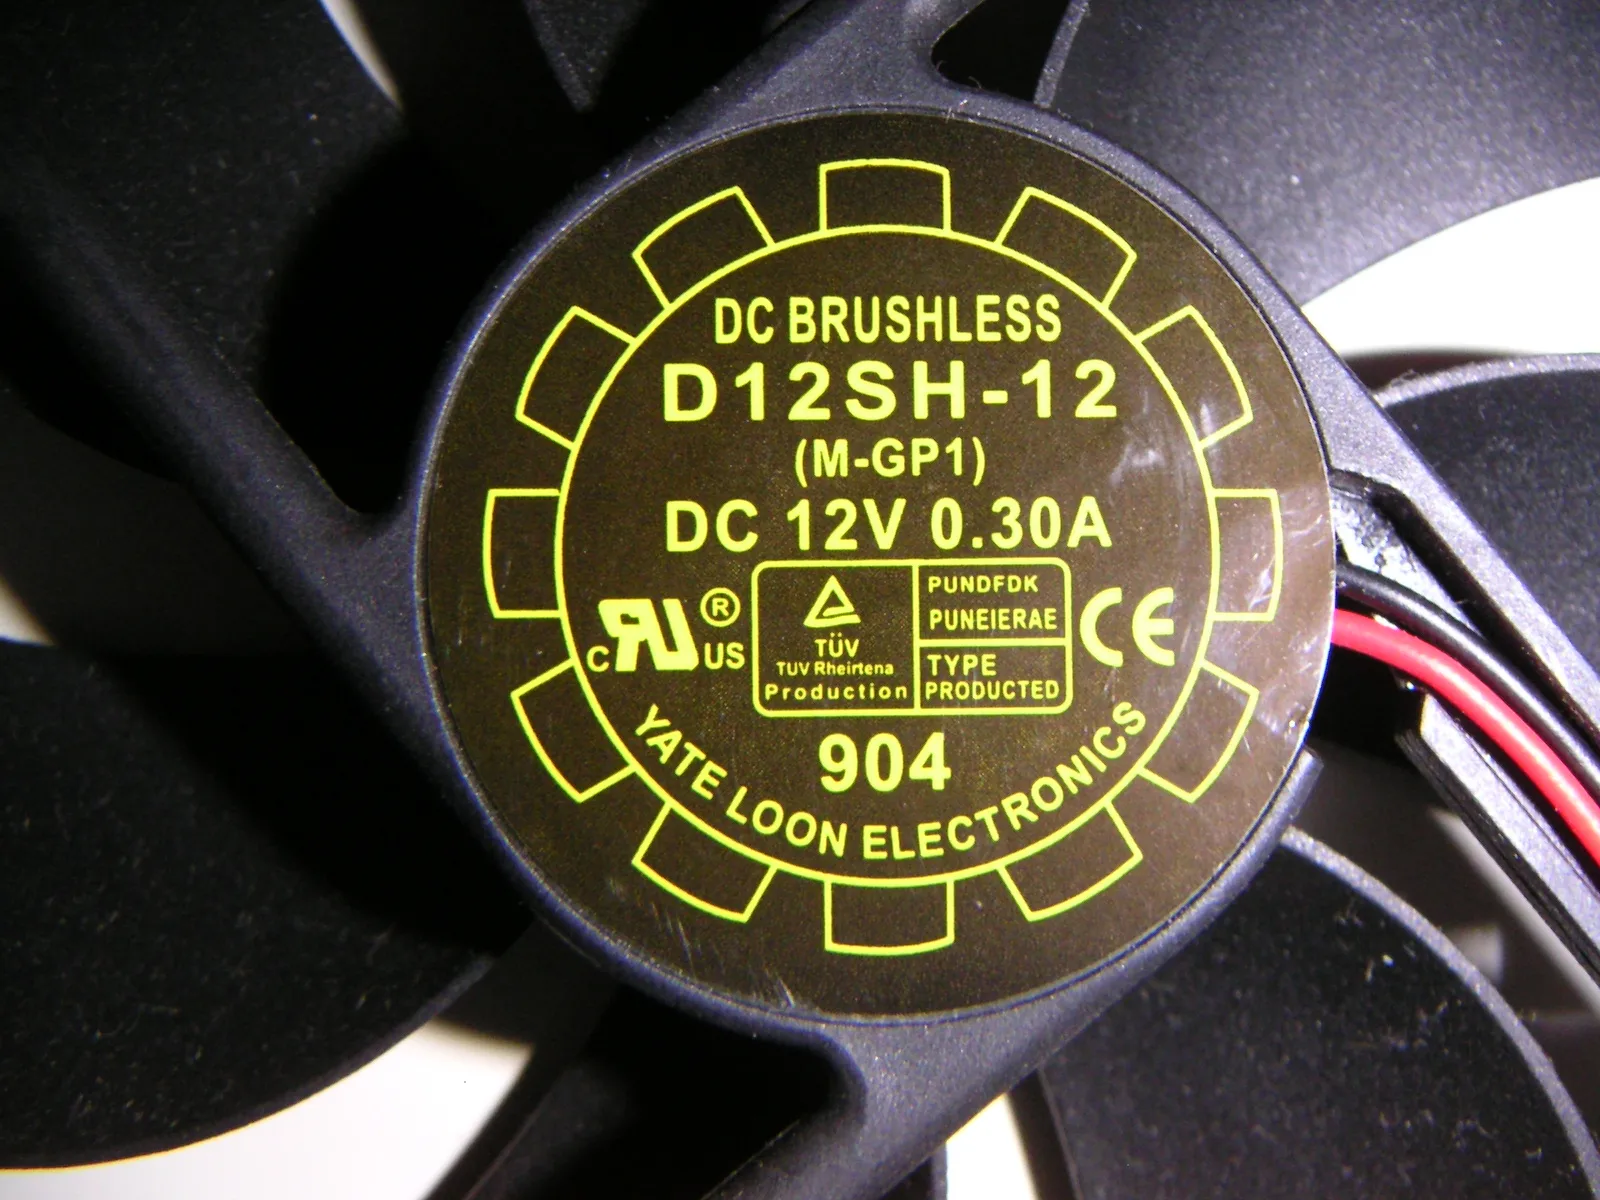 DC BRUSHLESS
D12SH-12
(M-GP1)
DC 12V 0.30A
c RU ® US
TÜV
TUV Rheirtena
Production
PUNDFDK
PUNEIERAE
TYPE
PRODUCTED
CE
904
YATE LOON ELECTRONICS